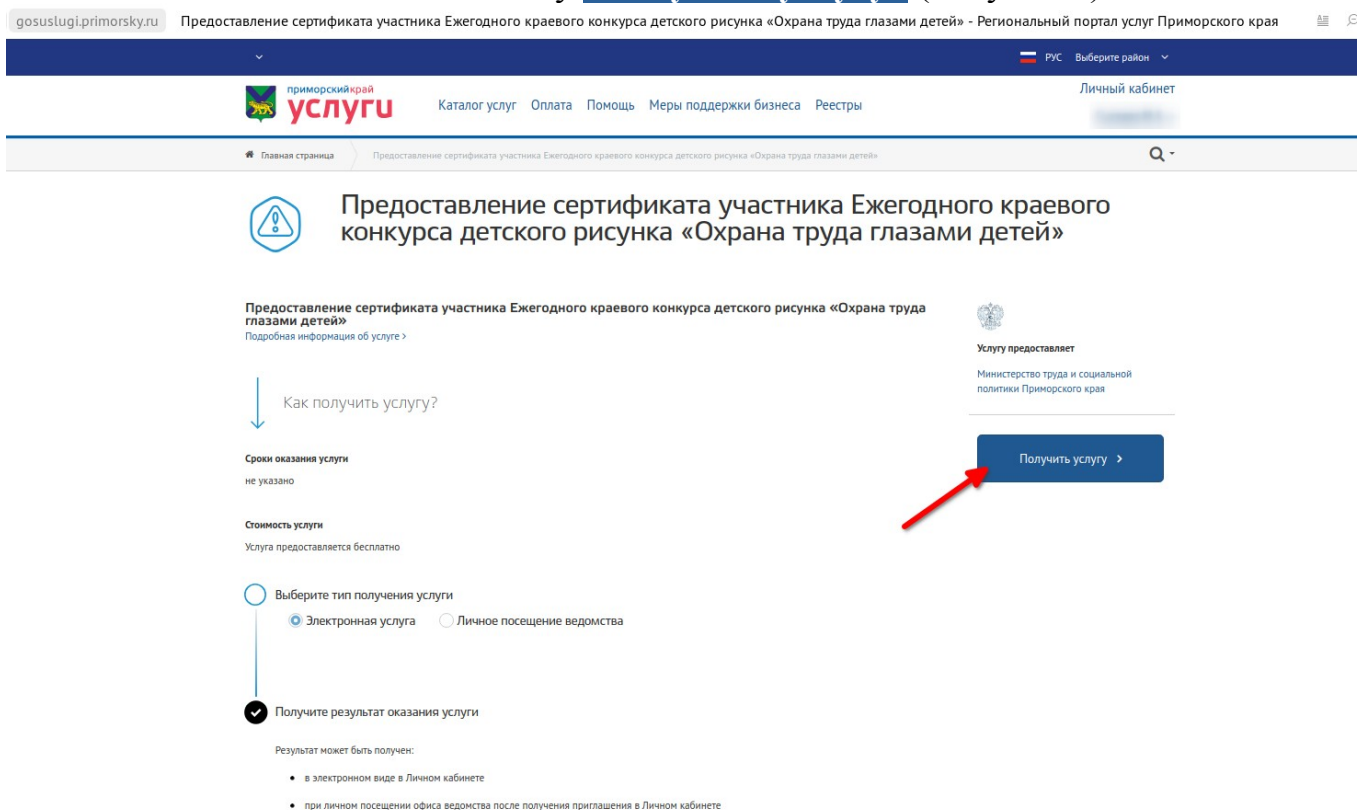 gosuslugi.primorsky.ru Предоставление сертификата участника Ежегодного краевого конкурса детского рисунка «Охрана труда глазами детей» - Региональный портал услуг Приморского края
РУС Выберите район
приморский край
услуги
Каталог услуг Оплата Помощь Меры поддержки бизнеса Реестры
Личный кабинет
Главная страница Предоставление сертификата участника Ежегодного краевого конкурса детского рисунка «Охрана труда глазами детей»
Предоставление сертификата участника Ежегодного краевого
конкурса детского рисунка «Охрана труда глазами детей»
Предоставление сертификата участника Ежегодного краевого конкурса детского рисунка «Охрана труда
глазами детей»
Подробная информация об услуге >
Услугу предоставляет
Министерство труда и социальной
политики Приморского края
Как получить услугу?
Получить услугу >
Сроки оказания услуги
не указано
Стоимость услуги
Услуга предоставляется бесплатно
Выберите тип получения услуги
Электронная услуга Личное посещение ведомства
Получите результат оказания услуги
Результат может быть получен:
• в электронном виде в Личном кабинете
• при личном посещении офиса ведомства после получения приглашения в Личном кабинете